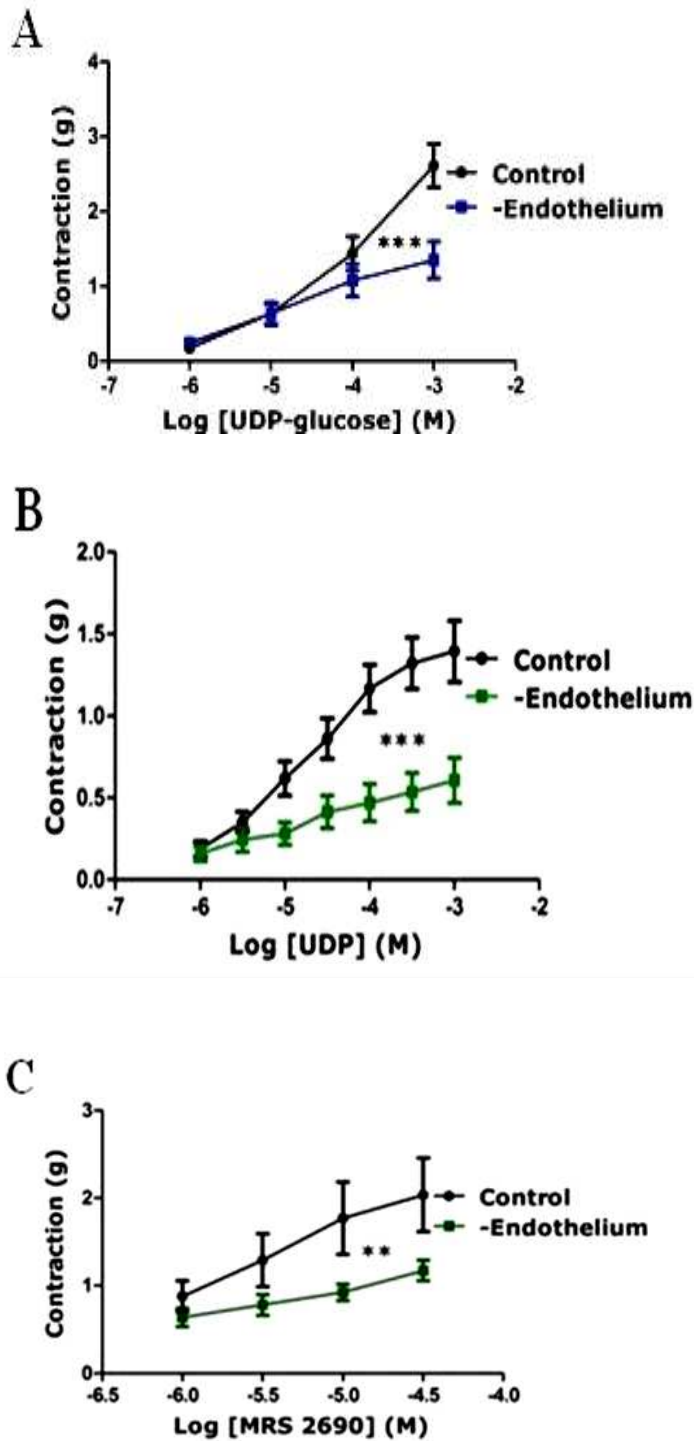 A
Contraction (g)
4
3
2
1
0
-7 -6 -5 -4 -3 -2
Log [UDP-glucose] (M)
Control
-Endothelium
***
B
Contraction (g)
2.0
1.5
1.0
0.5
0.0
-7 -6 -5 -4 -3 -2
Log [UDP] (M)
Control
-Endothelium
***
C
Contraction (g)
3
2
1
0
-6.5 -6.0 -5.5 -5.0 -4.5 -4.0
Log [MRS 2690] (M)
Control
-Endothelium
**